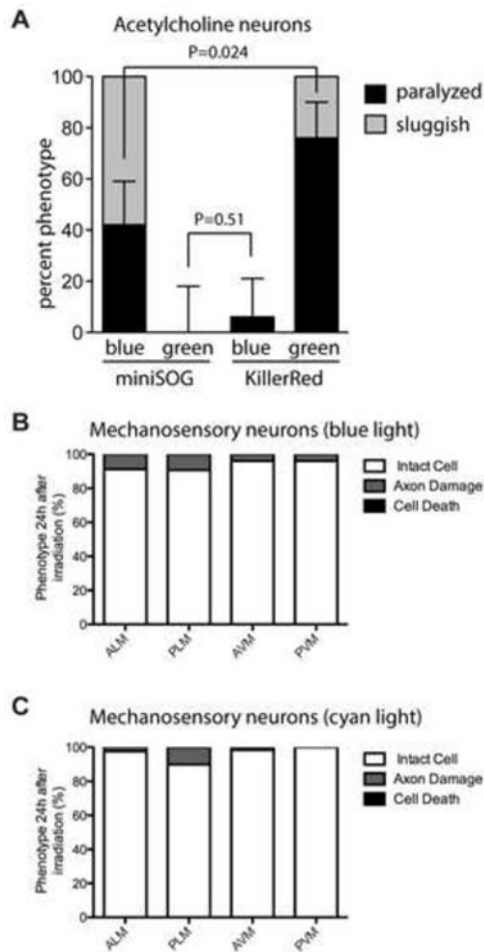 A
Acetylcholine neurons
P=0.024
100
80
60
40
20
0
percent phenotype
P=0.51
paralyzed
sluggish
blue green blue green
miniSOG KillerRed
B
Mechanosensory neurons (blue light)
100
80
60
40
20
0
Phenotype 24h after
irradiation (%)
Intact Cell
Axon Damage
Cell Death
ALM PLM AVM PVM
C
Mechanosensory neurons (cyan light)
100
80
60
40
20
0
Phenotype 24h after
irradiation (%)
Intact Cell
Axon Damage
Cell Death
ALM PLM AVM PVM